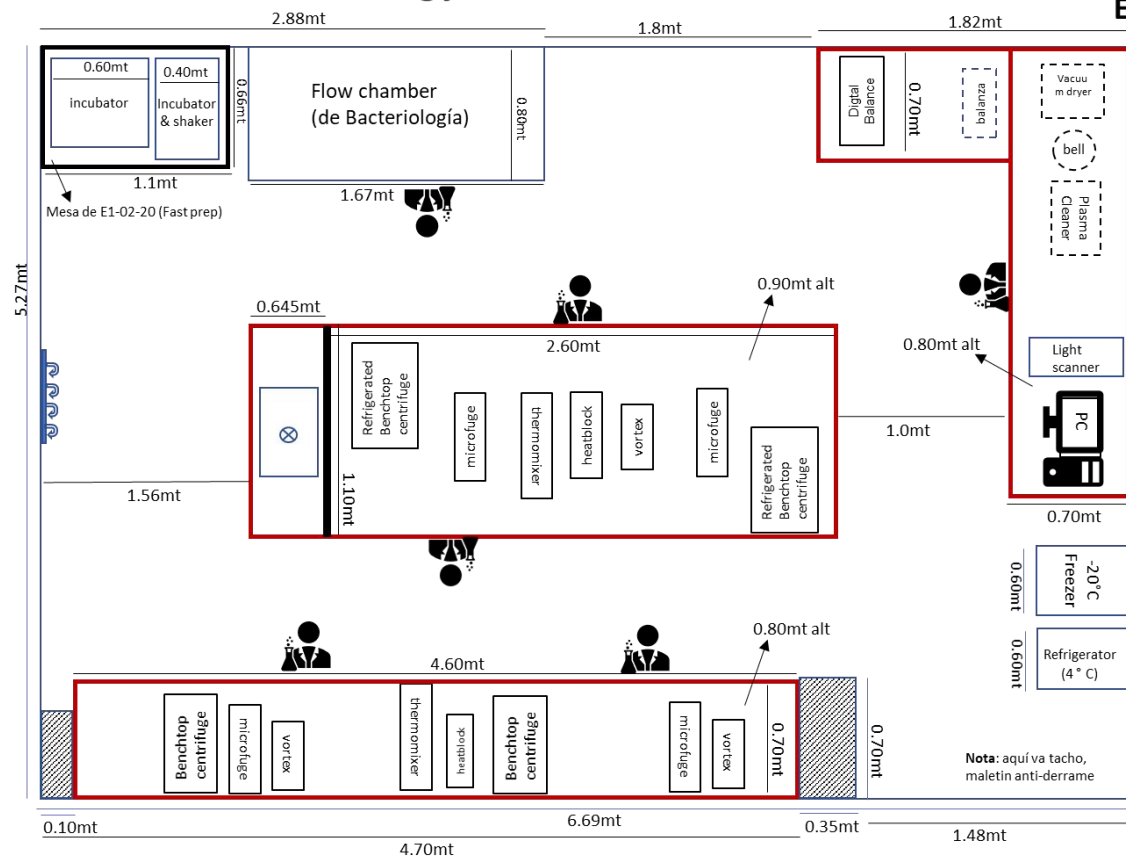 2.88mt
1.8mt
1.82mt
0.60mt
incubator
0.40mt
Incubator
& shaker
0.66mt
Flow chamber
(de Bacteriología)
0.80mt
Digtal
Balance
0.70mt
balanza
Vacuu
m dryer
bell
Plasma
Cleaner
1.1mt
1.67mt
Mesa de E1-02-20 (Fast prep)
5.27mt
0.645mt
0.90mt alt
2.60mt
0.80mt alt
Light
scanner
PC
Refrigerated
Benchtop
centrifuge
microfuge
thermomixer
heatblock
vortex
microfuge
Refrigerated
Benchtop
centrifuge
1.0mt
1.10mt
1.56mt
0.70mt
0.60mt
-20°C
Freezer
0.60mt
Refrigerator
(4°C)
0.80mt alt
4.60mt
Benchtop
centrifuge
microfuge
vortex
thermomixer
heatblock
Benchtop
centrifuge
microfuge
vortex
0.70mt
0.70mt
Nota: aquí va tacho,
maletin anti-derrame
0.10mt
6.69mt
0.35mt
1.48mt
4.70mt